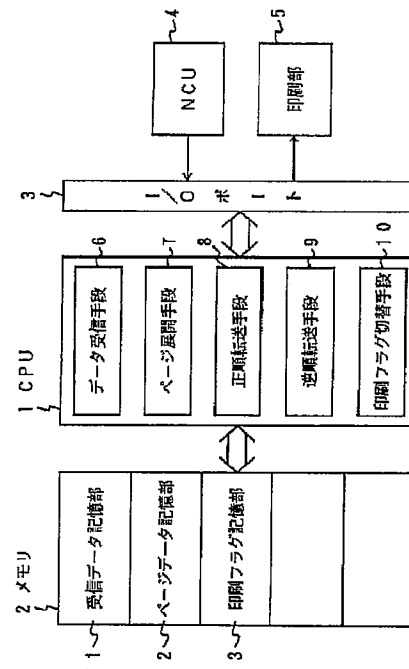 2 メモリ
1 受信データ記憶部
2 ページデータ記憶部
3 印刷フラグ記憶部
1 CPU
データ受信手段 6
ページ展開手段 7
正順転送手段 8
逆順転送手段 9
印刷フラグ切替手段 10
3
I/Oポート
4
NCU
5
印刷部